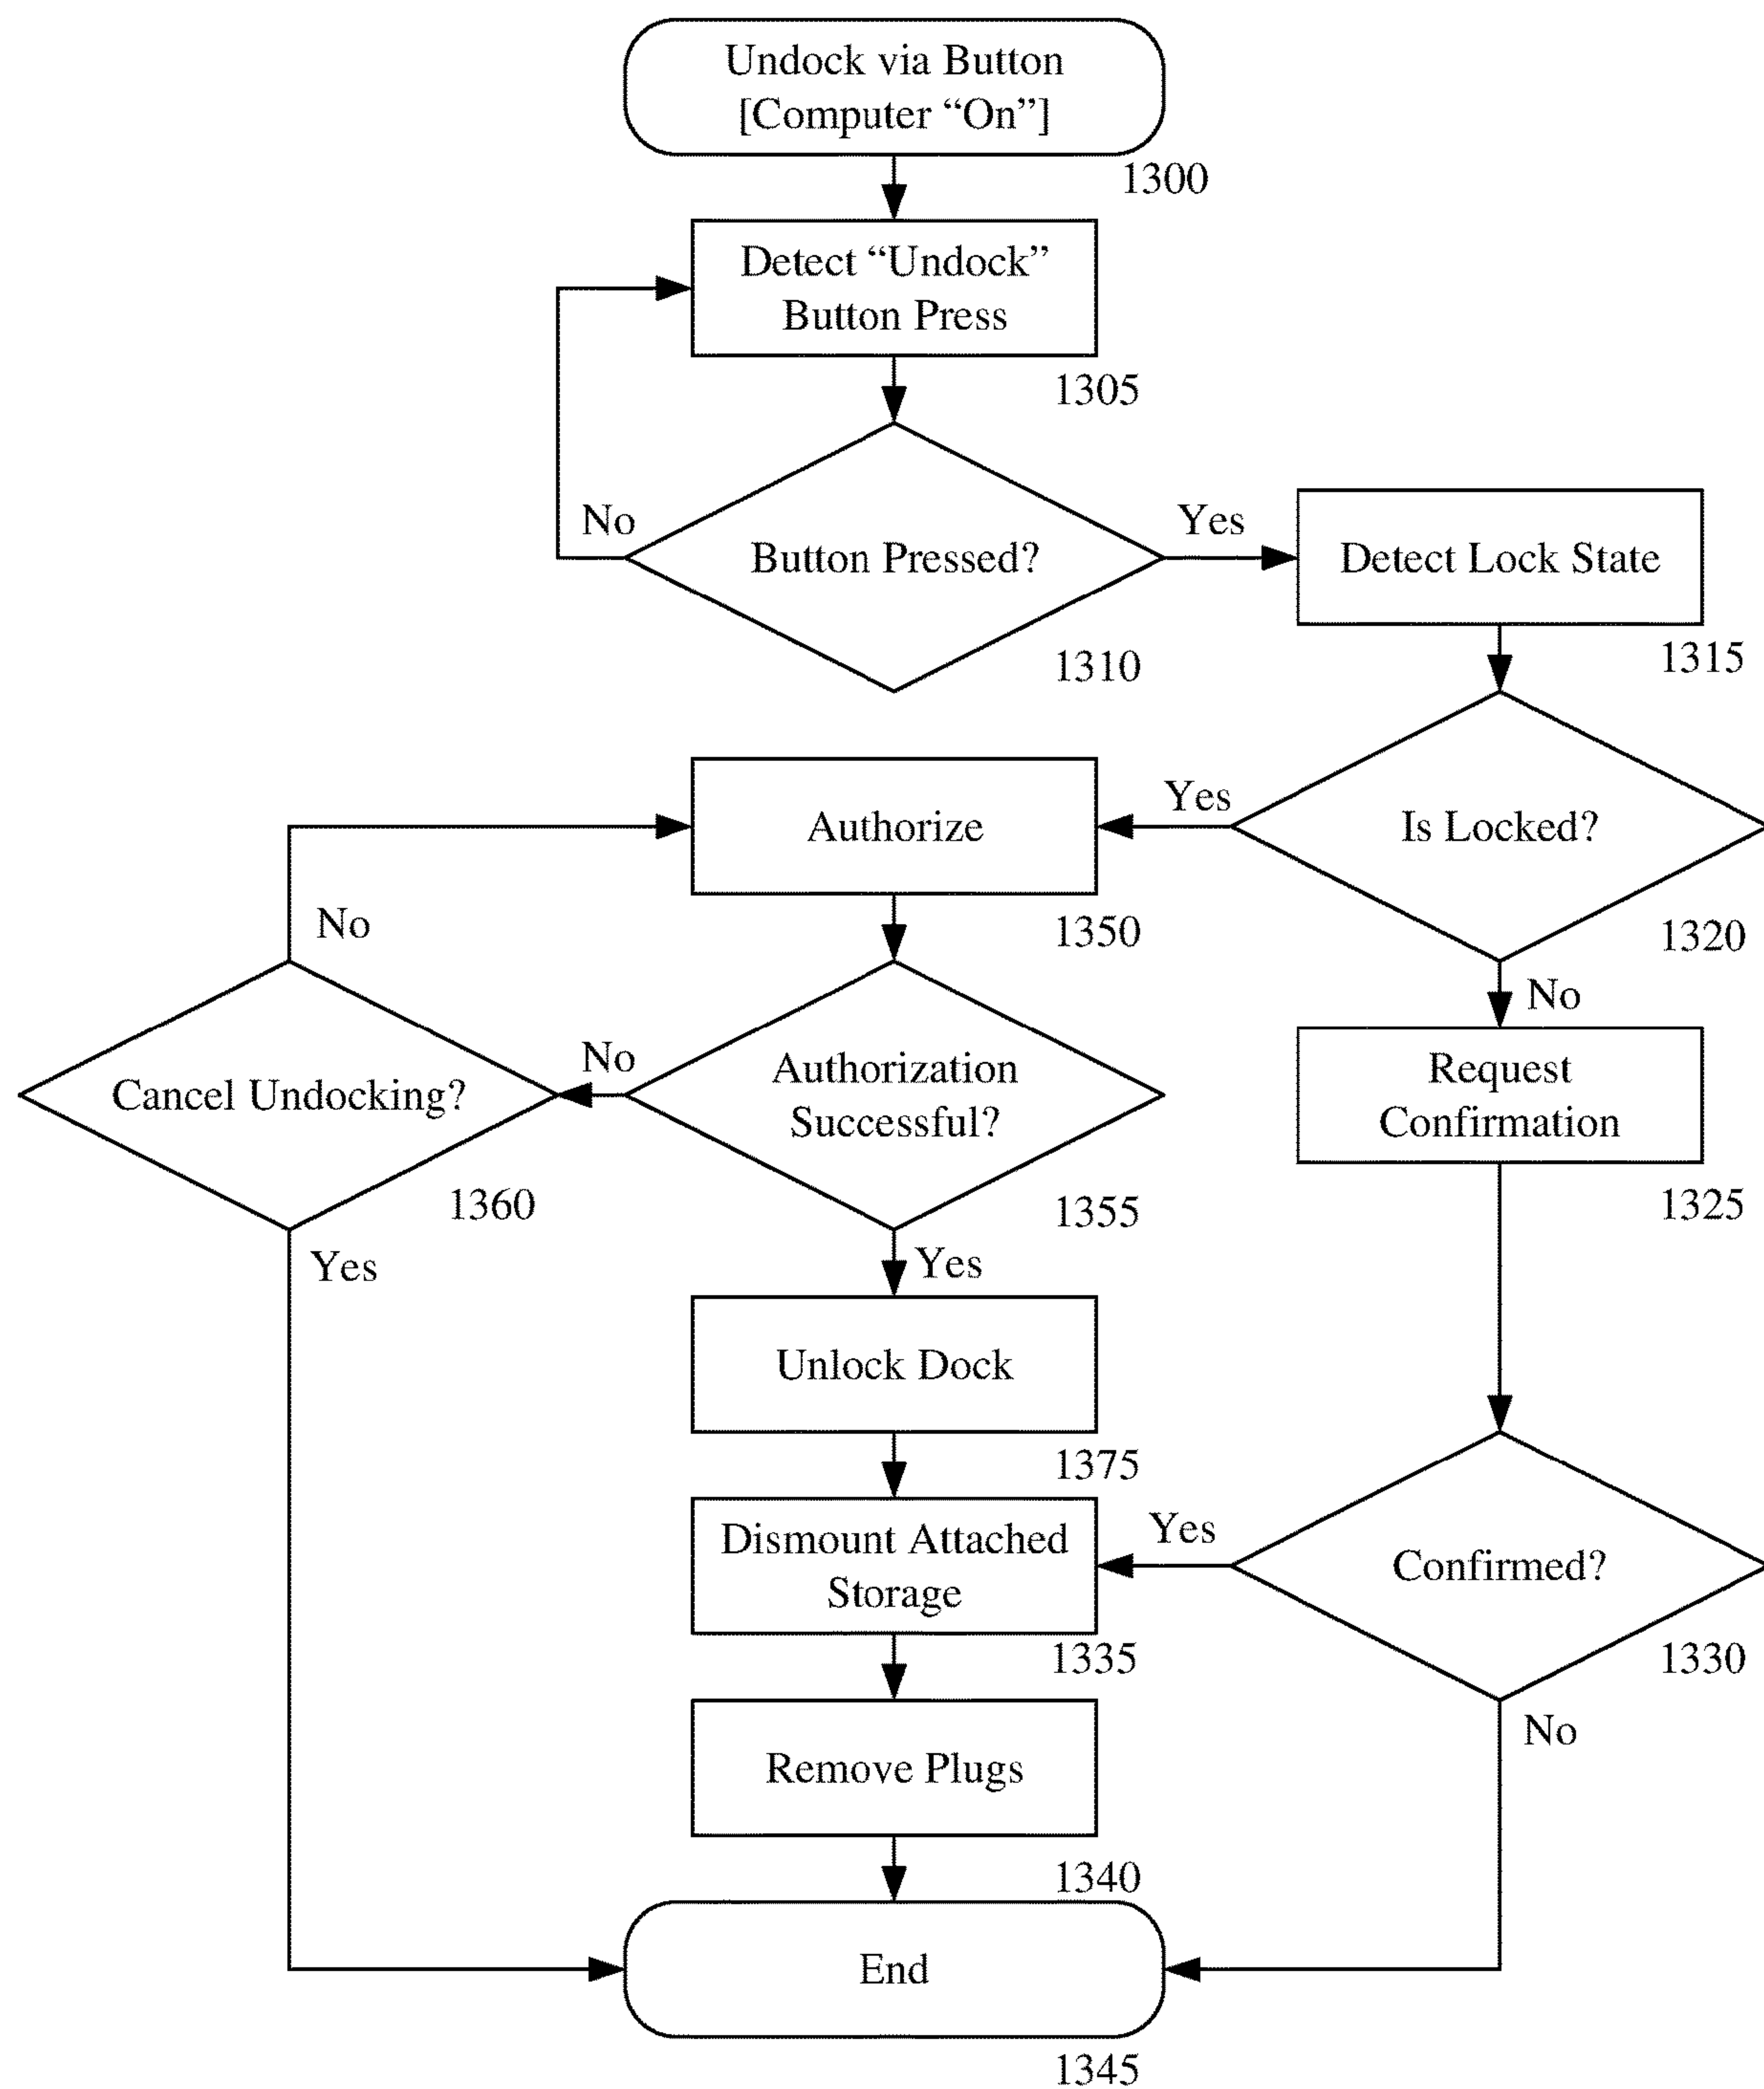 Undock via Button
[Computer “On”]
1300
Detect “Undock”
Button Press
1305
No
Button Pressed?
Yes
1310
Detect Lock State
1315
Authorize
Yes
Is Locked?
1350
1320
No
No
Cancel Undocking?
No
Authorization
Successful?
Request
Confirmation
1360
1355
1325
Yes
Yes
Unlock Dock
1375
Dismount Attached
Storage
Yes
Confirmed?
1335
1330
Remove Plugs
No
1340
End
1345